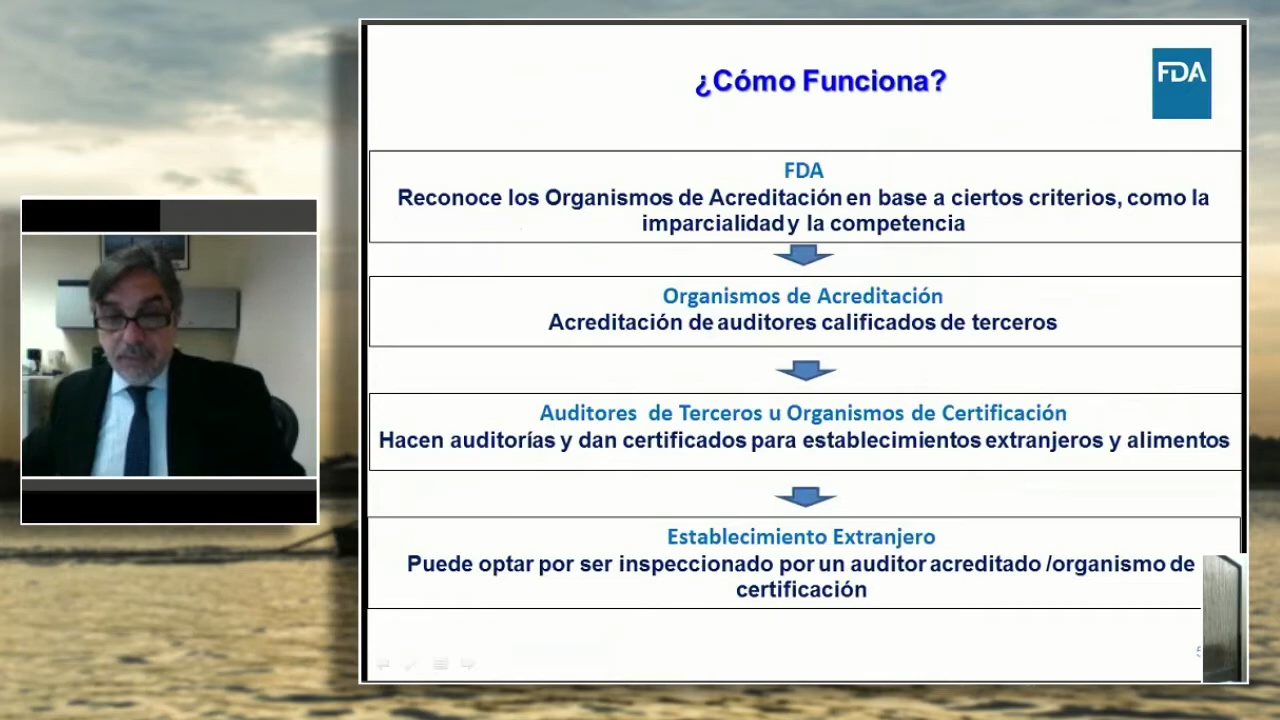 ¿Cómo Funciona?
FDA
FDA
Reconoce los Organismos de Acreditación en base a ciertos criterios, como la
imparcialidad y la competencia
Organismos de Acreditación
Acreditación de auditores calificados de terceros
Auditores de Terceros u Organismos de Certificación
Hacen auditorías y dan certificados para establecimientos extranjeros y alimentos
Establecimiento Extranjero
Puede optar por ser inspeccionado por un auditor acreditado /organismo de
certificación